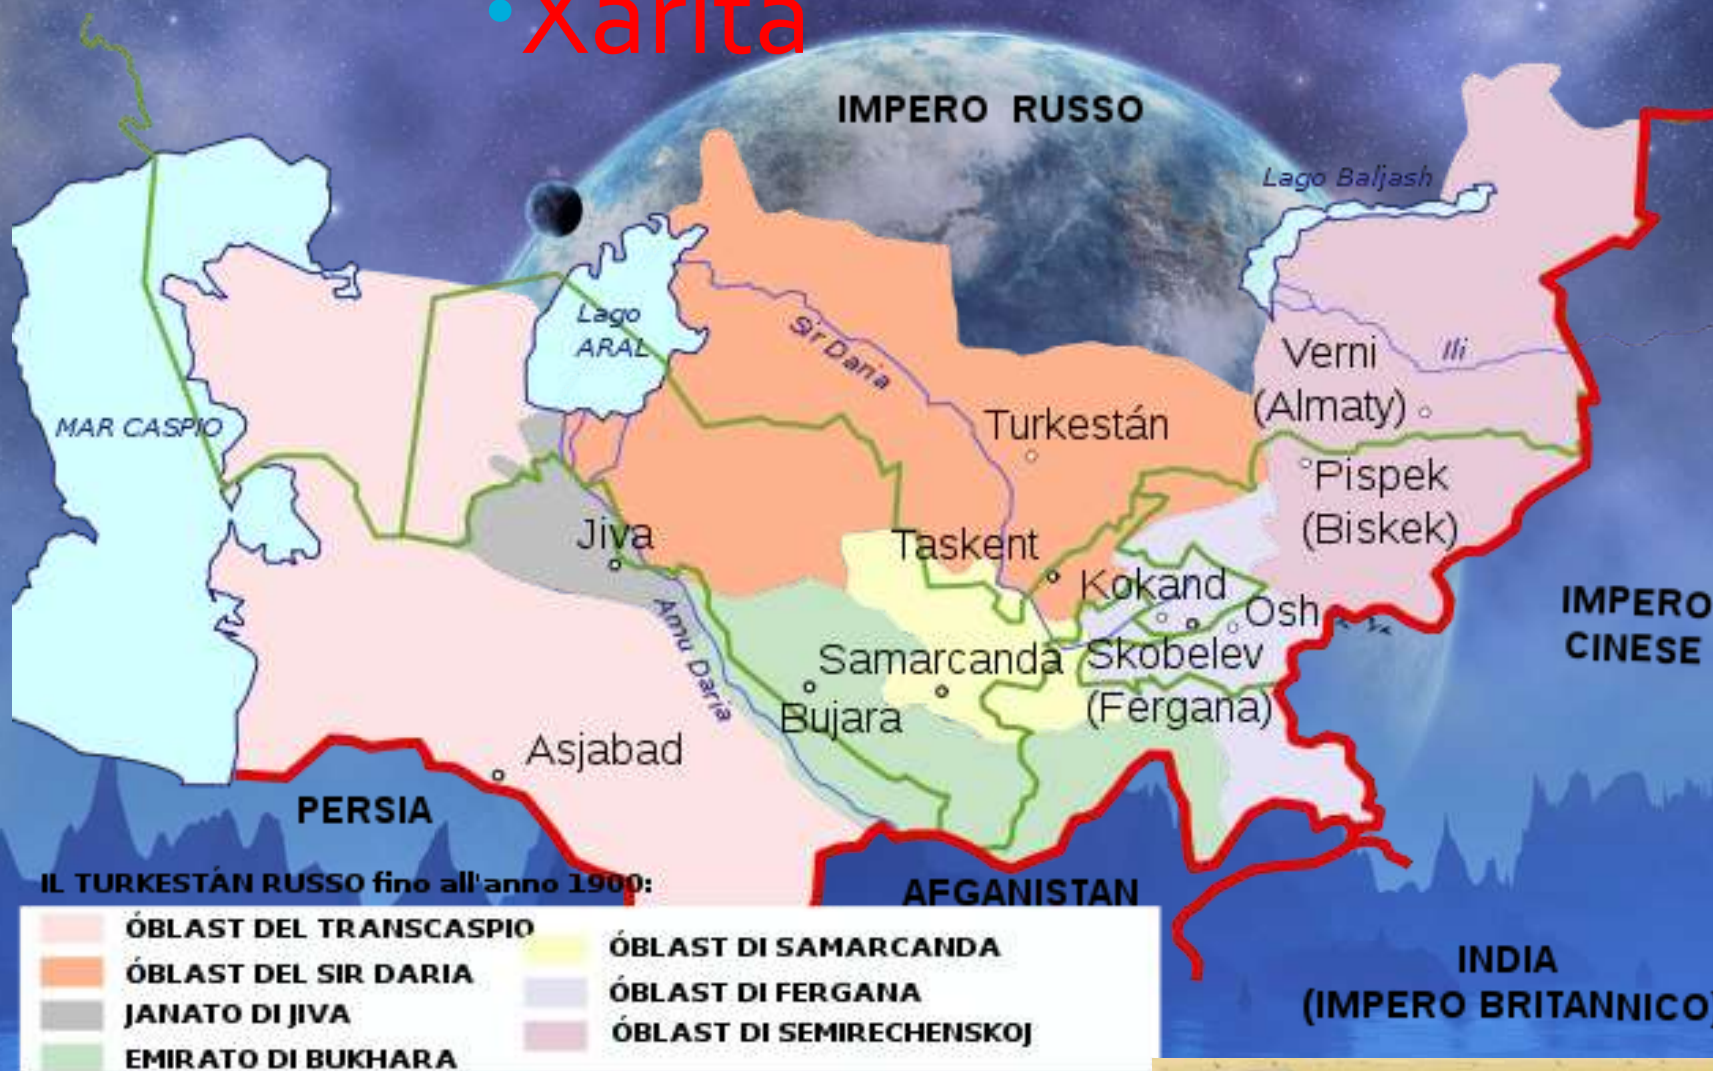 • Xarita
IMPERO RUSSO
Lago Baljash
Lago
ARAL
Sir Daria
Verni
(Almaty)
Ili
MAR CASPIO
Turkestán
Pispek
(Biskek)
Jiva
Taskent
Kokand
Osh
IMPERO
CINESE
Amu Daria
Samarcanda
Skobelev
(Fergana)
Bujara
Asjabad
PERSIA
AFGANISTAN
INDIA
(IMPERO BRITANNICO)
IL TURKESTÁN RUSSO fino all'anno 1900:
ÓBLAST DEL TRANSCASPIO
ÓBLAST DEL SIR DARIA
JANATO DI JIVA
EMIRATO DI BUKHARA
ÓBLAST DI SAMARCANDA
ÓBLAST DI FERGANA
ÓBLAST DI SEMIRECHENSKOJ